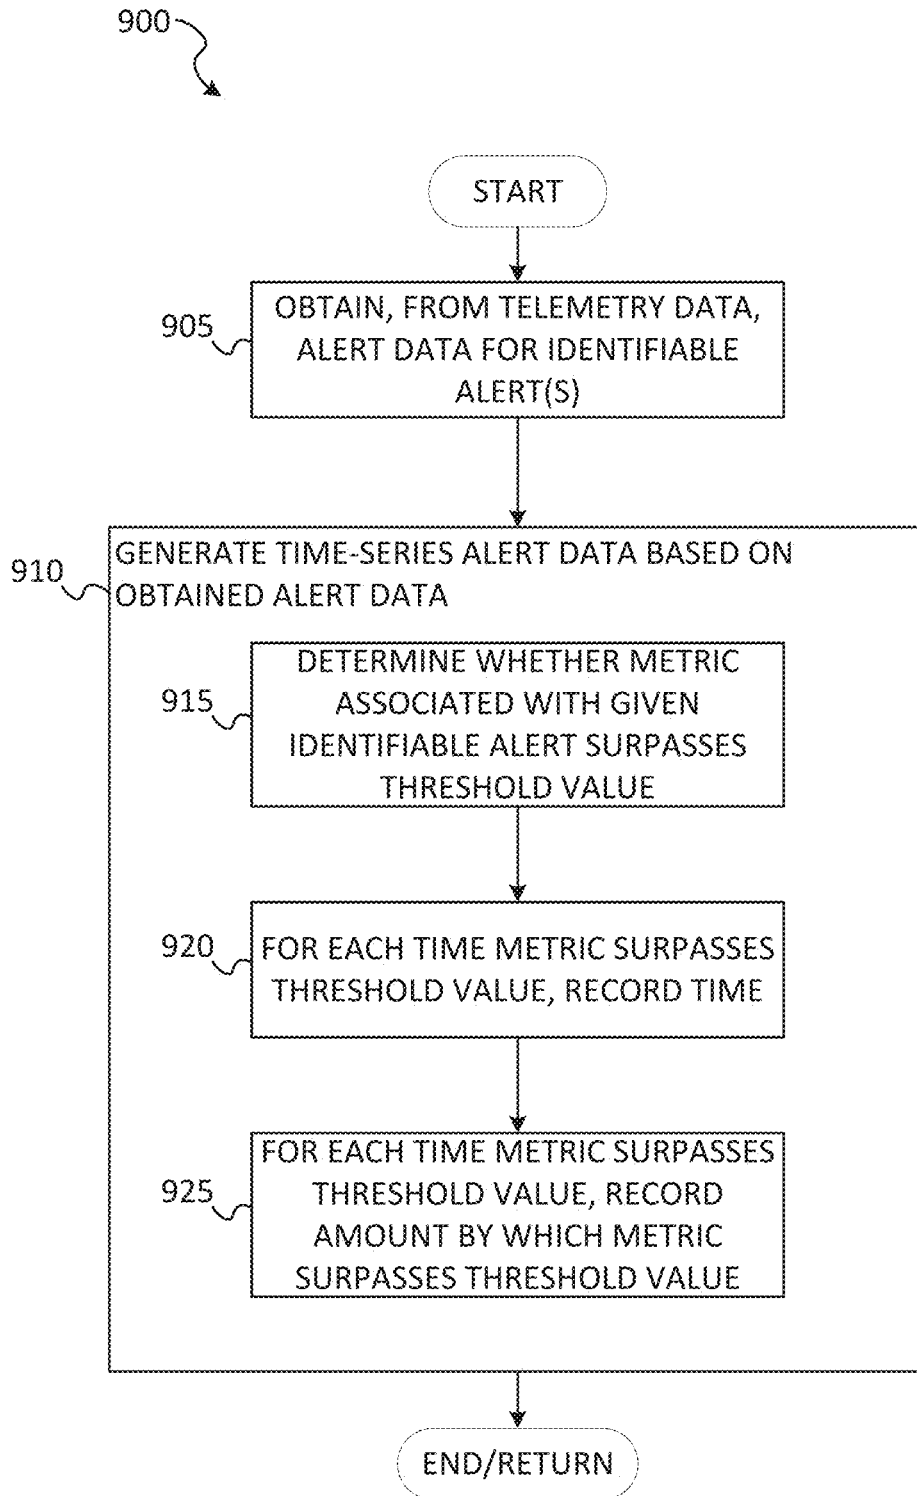 900
START
905
OBTAIN, FROM TELEMETRY DATA,
ALERT DATA FOR IDENTIFIABLE
ALERT(S)
910
GENERATE TIME-SERIES ALERT DATA BASED ON
OBTAINED ALERT DATA
915
DETERMINE WHETHER METRIC
ASSOCIATED WITH GIVEN
IDENTIFIABLE ALERT SURPASSES
THRESHOLD VALUE
920
FOR EACH TIME METRIC SURPASSES
THRESHOLD VALUE, RECORD TIME
925
FOR EACH TIME METRIC SURPASSES
THRESHOLD VALUE, RECORD
AMOUNT BY WHICH METRIC
SURPASSES THRESHOLD VALUE
END/RETURN